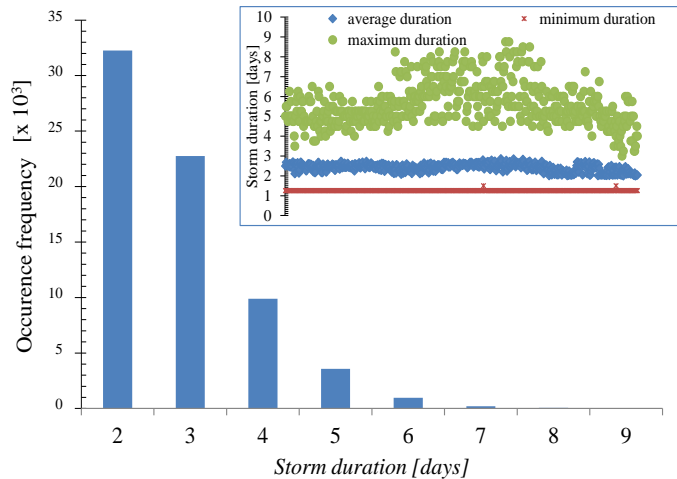 35
30
25
20
15
10
5
0
Occurence frequency [x 10³]
2 3 4 5 6 7 8 9
Storm duration [days]
10
9
8
7
6
5
4
3
2
1
0
Storm duration [days]
average duration
minimum duration
maximum duration